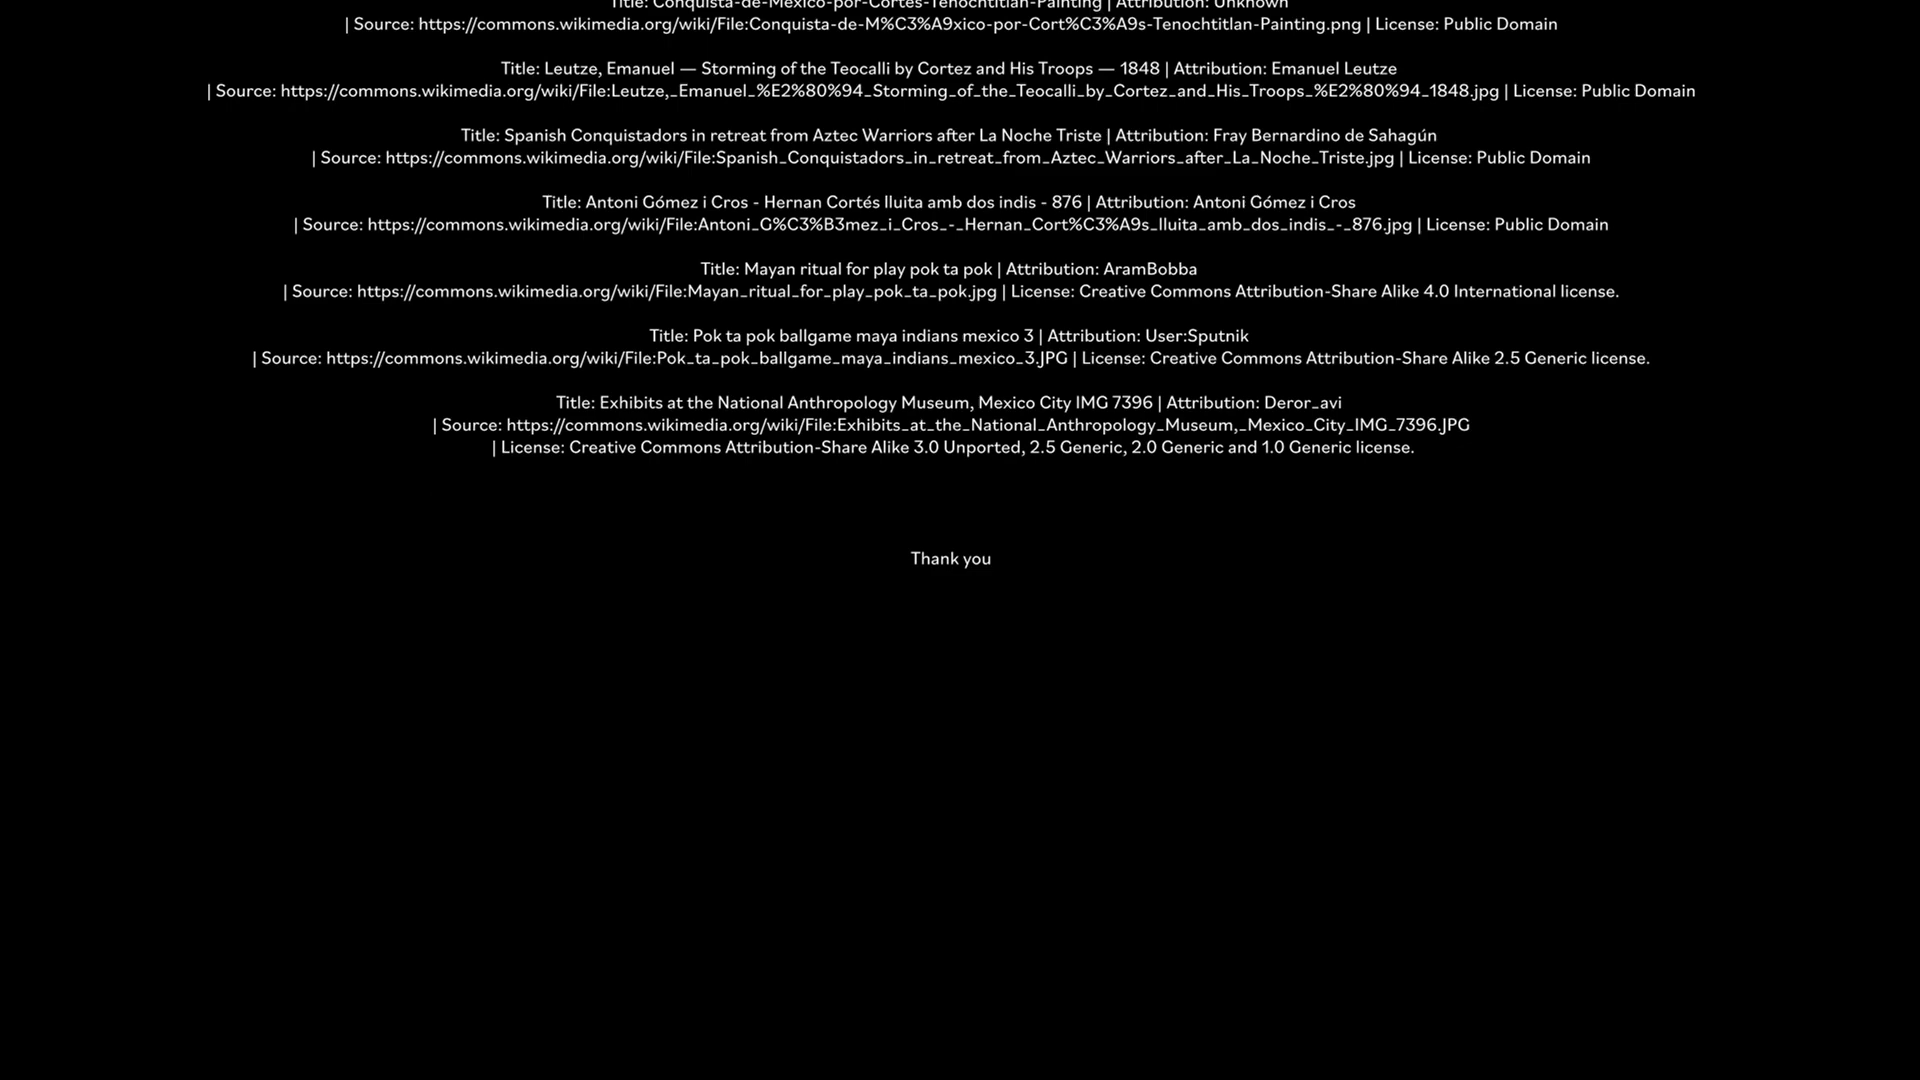 Title: Conquista-de-México-por-Cortés-Tenochtitlan-Painting | Attribution: Unknown
| Source: https://commons.wikimedia.org/wiki/File:Conquista-de-M%C3%A9xico-por-Cort%C3%A9s-Tenochtitlan-Painting.png | License: Public Domain
Title: Leutze, Emanuel — Storming of the Teocalli by Cortez and His Troops — 1848 | Attribution: Emanuel Leutze
| Source: https://commons.wikimedia.org/wiki/File:Leutze,_Emanuel_%E2%80%94_Storming_of_the_Teocalli_by_Cortez_and_His_Troops_%E2%80%94_1848.jpg | License: Public Domain
Title: Spanish Conquistadors in retreat from Aztec Warriors after La Noche Triste | Attribution: Fray Bernardino de Sahagún
| Source: https://commons.wikimedia.org/wiki/File:Spanish_Conquistadors_in_retreat_from_Aztec_Warriors_after_La_Noche_Triste.jpg | License: Public Domain
Title: Antoni Gómez i Cros - Hernan Cortés lluita amb dos indis - 876 | Attribution: Antoni Gómez i Cros
| Source: https://commons.wikimedia.org/wiki/File:Antoni_G%C3%B3mez_i_Cros_-_Hernan_Cort%C3%A9s_lluita_amb_dos_indis_-_876.jpg | License: Public Domain
Title: Mayan ritual for play pok ta pok | Attribution: AramBobba
| Source: https://commons.wikimedia.org/wiki/File:Mayan_ritual_for_play_pok_ta_pok.jpg | License: Creative Commons Attribution-Share Alike 4.0 International license.
Title: Pok ta pok ballgame maya indians mexico 3 | Attribution: User:Sputnik
| Source: https://commons.wikimedia.org/wiki/File:Pok_ta_pok_ballgame_maya_indians_mexico_3.JPG | License: Creative Commons Attribution-Share Alike 2.5 Generic license.
Title: Exhibits at the National Anthropology Museum, Mexico City IMG 7396 | Attribution: Deror_avi
| Source: https://commons.wikimedia.org/wiki/File:Exhibits_at_the_National_Anthropology_Museum,_Mexico_City_IMG_7396.JPG
| License: Creative Commons Attribution-Share Alike 3.0 Unported, 2.5 Generic, 2.0 Generic and 1.0 Generic license.
Thank you